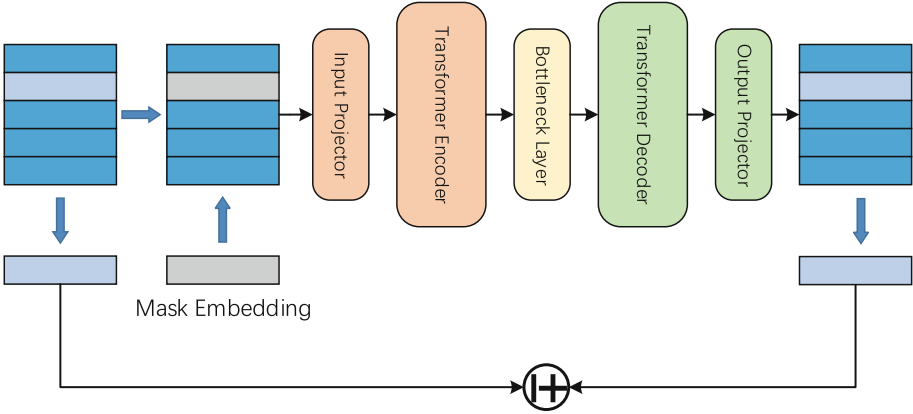 Input Projector
Transformer Encoder
Bottleneck Layer
Transformer Decoder
Output Projector
Mask Embedding